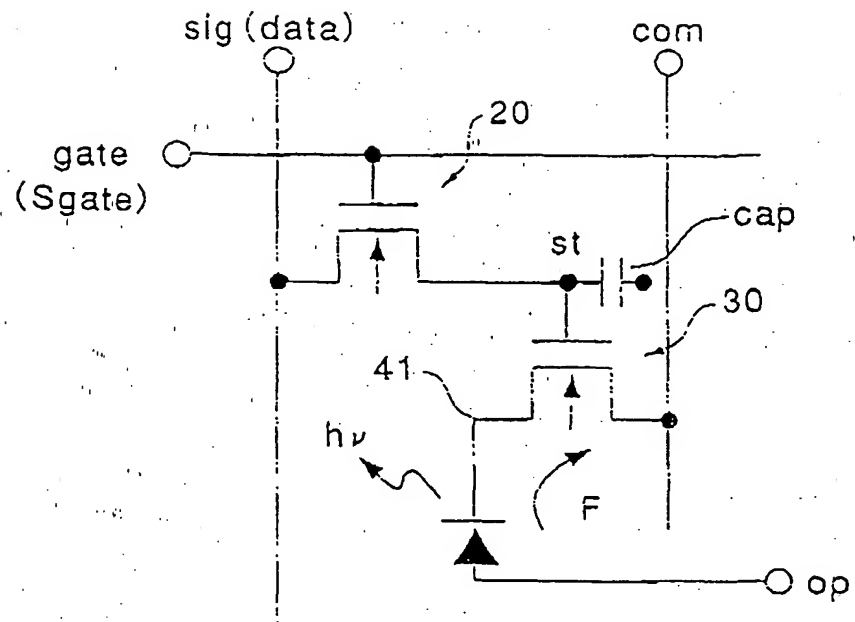 sig (data)
com
20
gate
(Sgate)
st
cap
30
41
hν
F
op